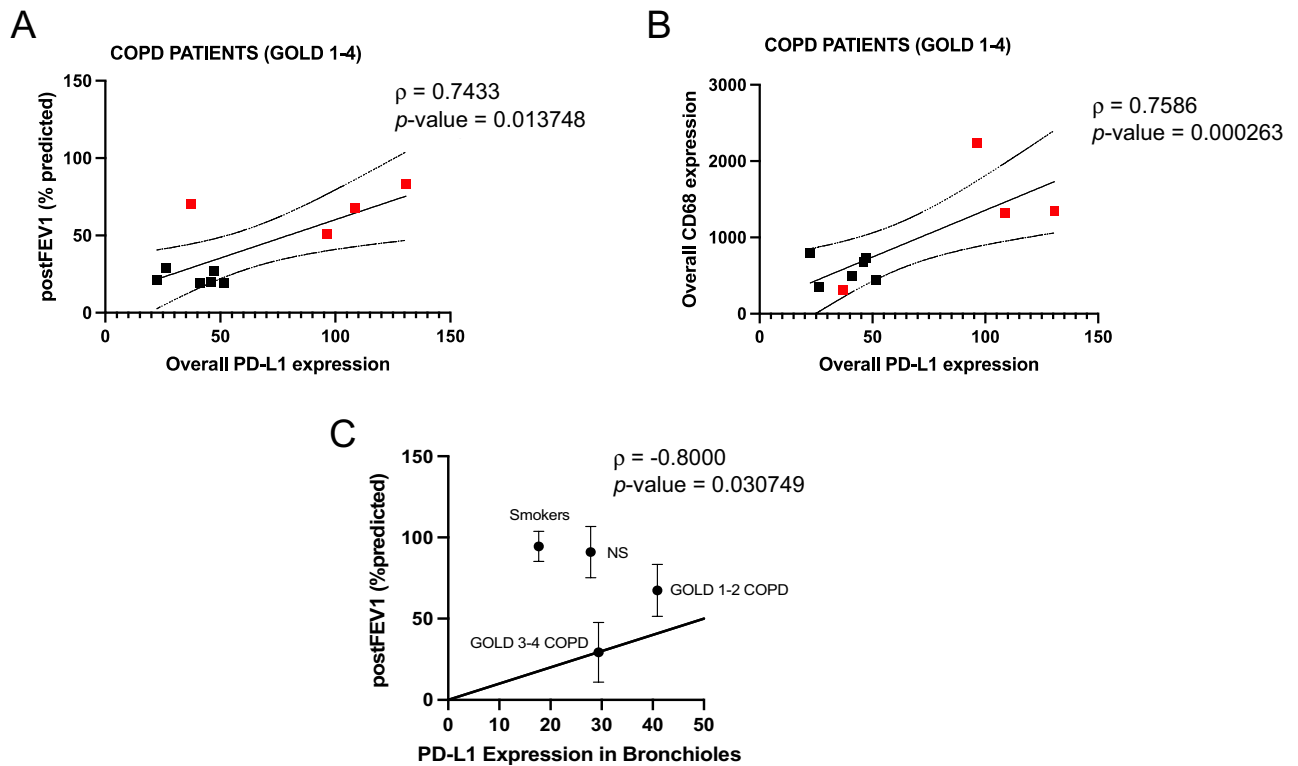 A
COPD PATIENTS (GOLD 1-4)
ρ = 0.7433
p-value = 0.013748
postFEV1 (% predicted)
150
100
50
0
0
50
100
150
Overall PD-L1 expression
B
COPD PATIENTS (GOLD 1-4)
ρ = 0.7586
p-value = 0.000263
Overall CD68 expression
3000
2000
1000
0
0
50
100
150
Overall PD-L1 expression
C
ρ = -0.8000
p-value = 0.030749
postFEV1 (%predicted)
150
100
50
0
Smokers
NS
GOLD 1-2 COPD
GOLD 3-4 COPD
0
10
20
30
40
50
PD-L1 Expression in Bronchioles